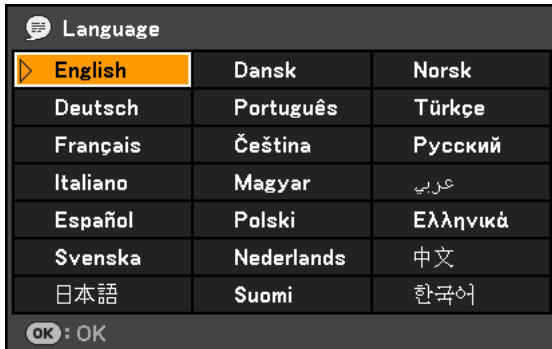 Language
English Dansk Norsk
Deutsch Português Türkçe
Français Čeština Русский
Italiano Magyar عربي
Español Polski Ελληνικά
Svenska Nederlands 中文
日本語 Suomi 한국어
OK : OK